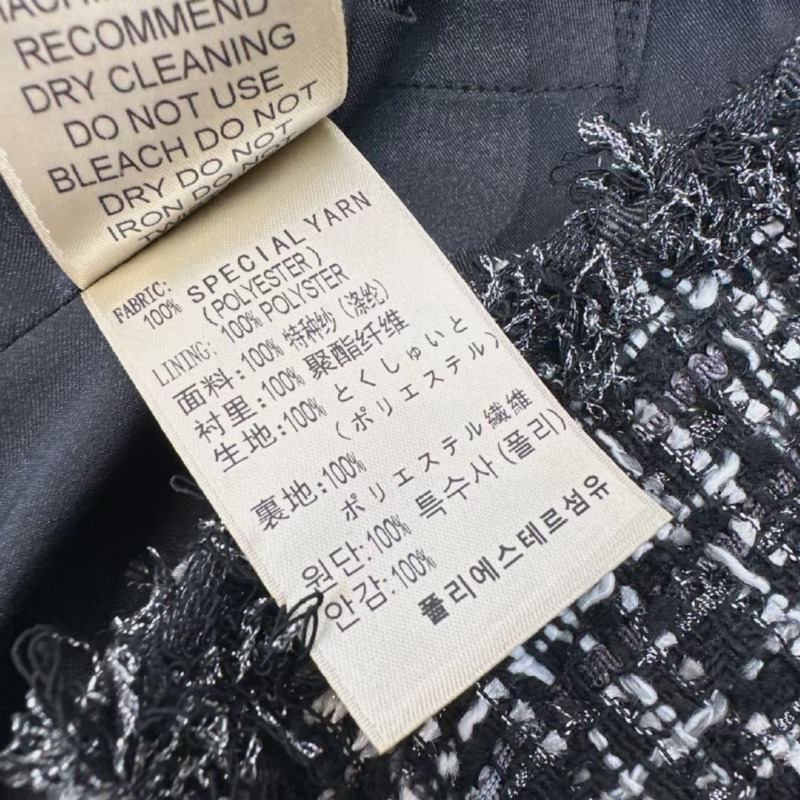 RECOMMEND
DRY CLEANING
DO NOT USE
BLEACH DO NOT
DRY DO NOT
IRON DO NOT
FABRIC:
100% SPECIAL YARN
(POLYESTER)
LINING: 100% POLYSTER
面料:100% 特种纱 (涤纶)
衬里:100% 聚酯纤维
生地:100% とくしゅいと
(ポリエステル)
裏地:100%
ポリエステル繊維
원단:100% 특수사 (폴리)
안감:100%
폴리에스테르섬유